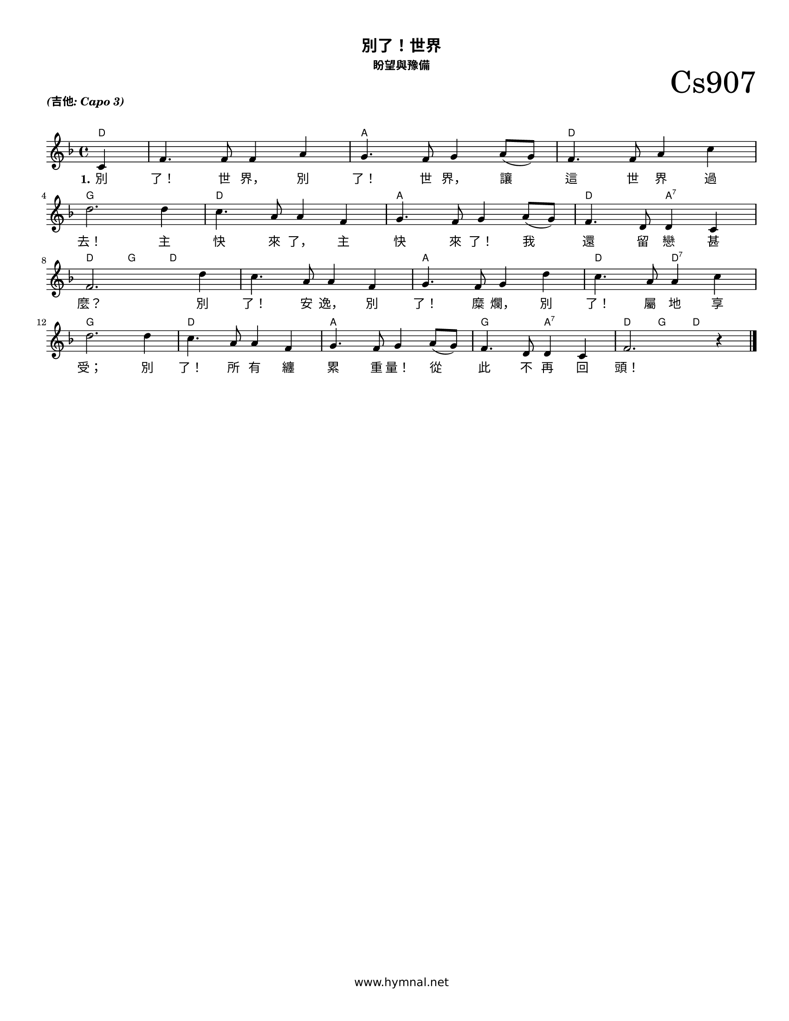 別了！世界
盼望與豫備
Cs907
(吉他: Capo 3)
D A D
1. 別 了！ 世 界， 別 了！ 世 界， 讓 這 世 界 過
4 G D A D A7
去！ 主 快 來 了， 主 快 來 了！ 我 還 留 戀 甚
8 D G D A D D7
麼？ 別 了！ 安 逸， 別 了！ 糜 爛， 別 了！ 屬 地 享
12 G D A G A7 D G D
受； 別 了！ 所 有 纏 累 重 量！ 從 此 不 再 回 頭！
www.hymnal.net